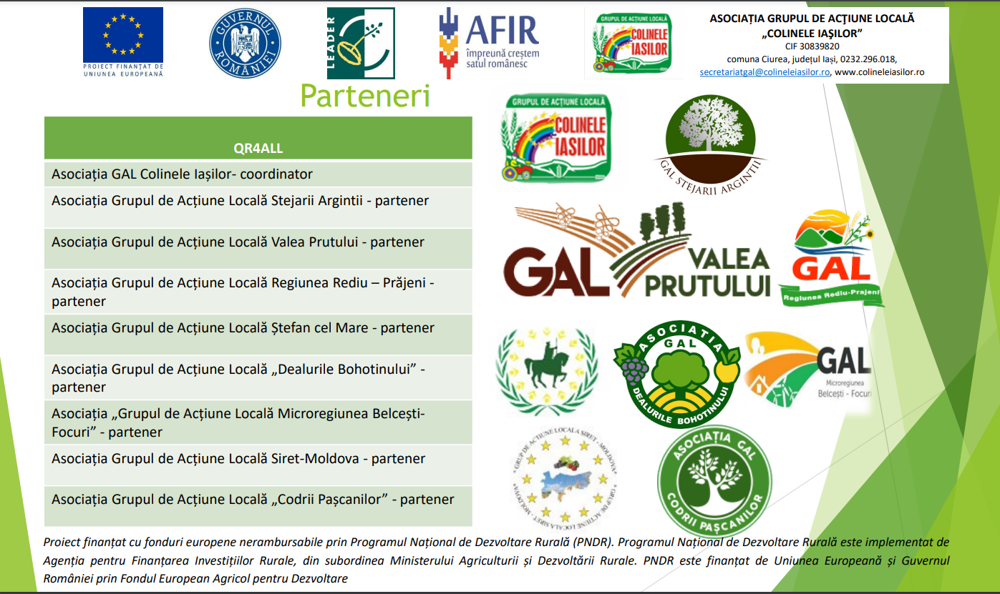 PROIECT FINANȚAT DE
UNIUNEA EUROPEANĂ
GUVERNUL
ROMÂNIEI
LEADER
AFIR
împreună creștem
satul românesc
GRUPUL DE ACȚIUNE LOCALĂ
COLINELE
IASILOR
ASOCIAȚIA GRUPUL DE ACŢIUNE LOCALĂ
„COLINELE IAŞILOR”
CIF 30839820
comuna Ciurea, județul Iași, 0232.296.018,
secretariatgal@colineleiasilor.ro, www.colineleiasilor.ro
Parteneri
QR4ALL
Asociația GAL Colinele Iașilor- coordinator
Asociația Grupul de Acțiune Locală Stejarii Argintii - partener
Asociația Grupul de Acțiune Locală Valea Prutului - partener
Asociația Grupul de Acțiune Locală Regiunea Rediu – Prăjeni -
partener
Asociația Grupul de Acțiune Locală Ștefan cel Mare - partener
Asociația Grupul de Acțiune Locală „Dealurile Bohotinului” -
partener
Asociația „Grupul de Acțiune Locală Microregiunea Belcești-
Focuri” - partener
Asociația Grupul de Acțiune Locală Siret-Moldova - partener
Asociația Grupul de Acțiune Locală „Codrii Pașcanilor” - partener
GRUPUL DE ACȚIUNE LOCALĂ
COLINELE
IASILOR
GAL STEJARII ARGINTII
GAL
VALEA
PRUTULUI
GAL
Regiunea Rediu-Prajeni
ASOCIATIA
GAL
DEALURILE BOHOTINULUI
GAL
Microregiunea
Belcești - Focuri
* GRUP DE ACTIUNE LOCALA SIRET - MOLDOVA *
GRUP DE ACTIUNE LOCALA SIRET - MOLDOVA
ASOCIAȚIA GAL
CODRII PAȘCANILOR
Proiect finanțat cu fonduri europene nerambursabile prin Programul Național de Dezvoltare Rurală (PNDR). Programul Național de Dezvoltare Rurală este implementat de
Agenția pentru Finanțarea Investițiilor Rurale, din subordinea Ministerului Agriculturii și Dezvoltării Rurale. PNDR este finanțat de Uniunea Europeană și Guvernul
României prin Fondul European Agricol pentru Dezvoltare